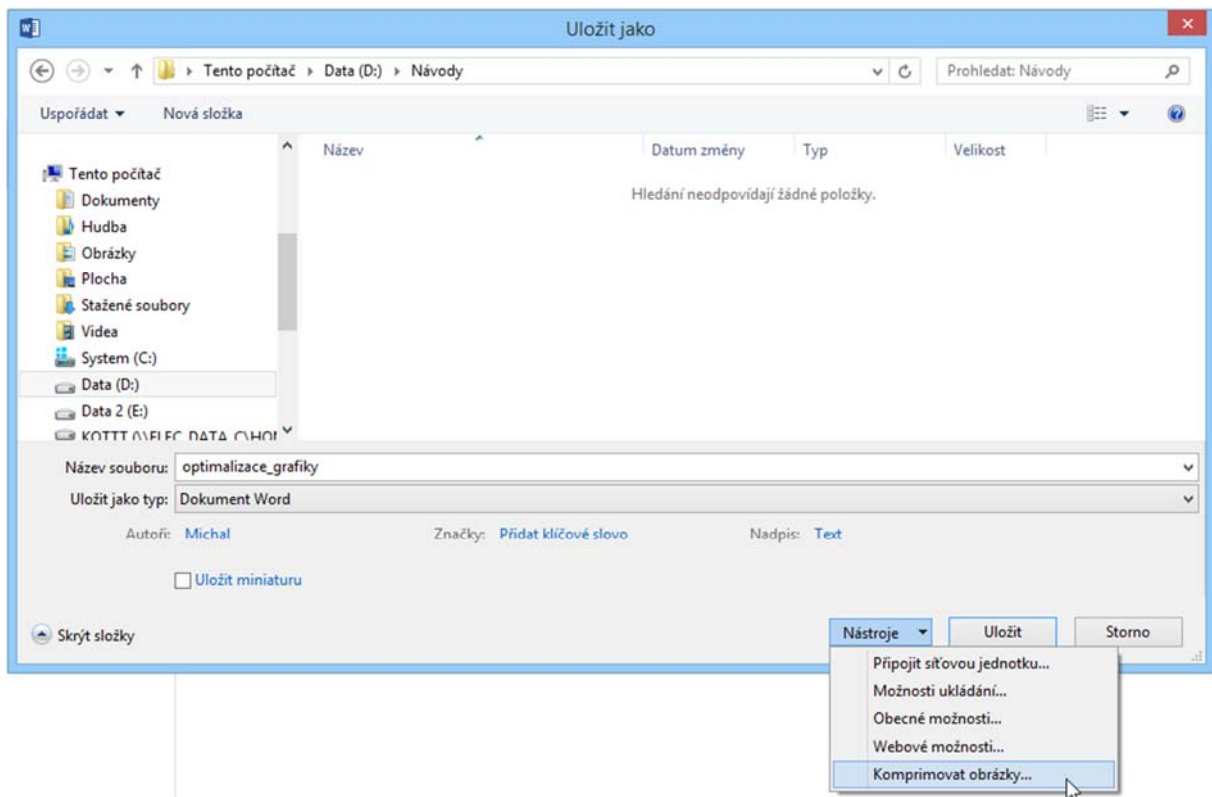 Uložit jako
Tento počítač Data (D:) Návody
Prohledat: Návody
Uspořádat Nová složka
Název Datum změny Typ Velikost
Hledání neodpovídají žádné položky.
Tento počítač
Dokumenty
Hudba
Obrázky
Plocha
Stažené soubory
Videa
System (C:)
Data (D:)
Data 2 (E:)
Název souboru: optimalizace_grafiky
Uložit jako typ: Dokument Word
Autoři: Michal Značky: Přidat klíčové slovo Nadpis: Text
Uložit miniaturu
Skrýt složky Nástroje Uložit Storno
Připojit síťovou jednotku...
Možnosti ukládání...
Obecné možnosti...
Webové možnosti...
Komprimovat obrázky...